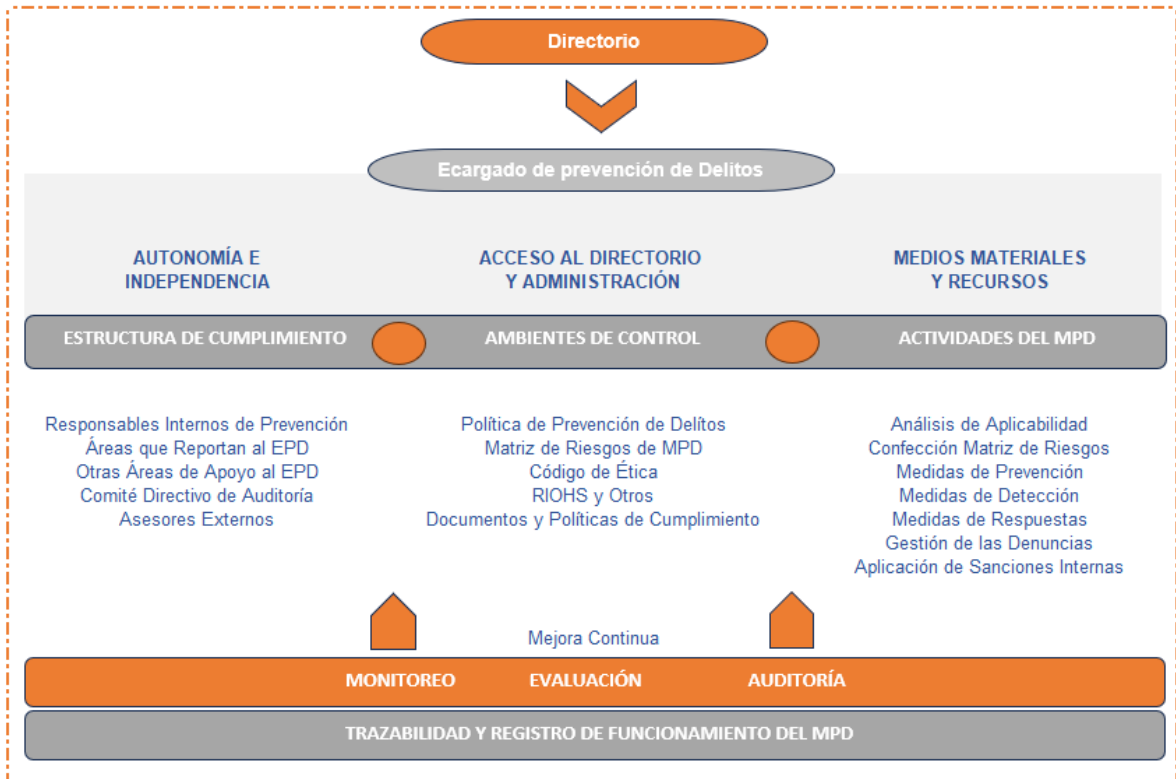 Directorio
Ecargado de prevención de Delitos
AUTONOMÍA E
INDEPENDENCIA
ACCESO AL DIRECTORIO
Y ADMINISTRACIÓN
MEDIOS MATERIALES
Y RECURSOS
ESTRUCTURA DE CUMPLIMIENTO
AMBIENTES DE CONTROL
ACTIVIDADES DEL MPD
Responsables Internos de Prevención
Áreas que Reportan al EPD
Otras Áreas de Apoyo al EPD
Comité Directivo de Auditoría
Asesores Externos
Política de Prevención de Delítos
Matriz de Riesgos de MPD
Código de Ética
RIOHS y Otros
Documentos y Políticas de Cumplimiento
Análisis de Aplicabilidad
Confección Matriz de Riesgos
Medidas de Prevención
Medidas de Detección
Medidas de Respuestas
Gestión de las Denuncias
Aplicación de Sanciones Internas
Mejora Continua
MONITOREO
EVALUACIÓN
AUDITORÍA
TRAZABILIDAD Y REGISTRO DE FUNCIONAMIENTO DEL MPD